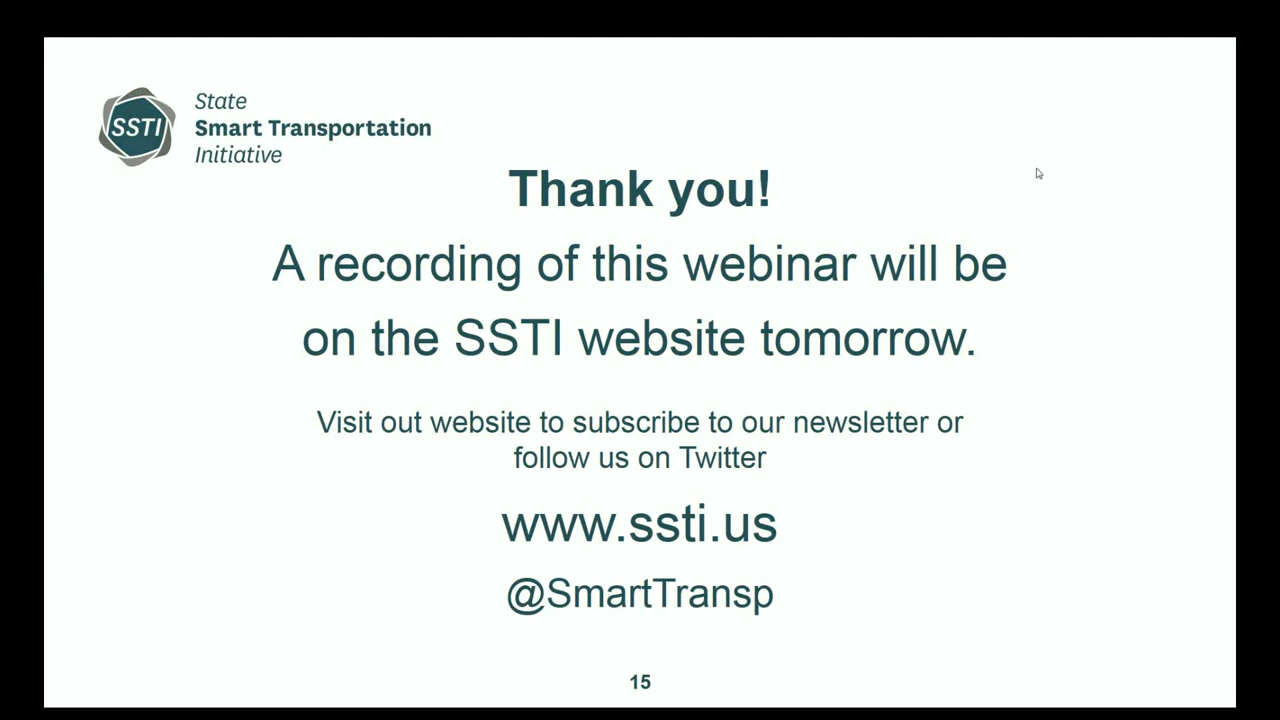 SSTI
State
Smart Transportation
Initiative
Thank you!
A recording of this webinar will be
on the SSTI website tomorrow.
Visit out website to subscribe to our newsletter or
follow us on Twitter
www.ssti.us
@SmartTransp
15